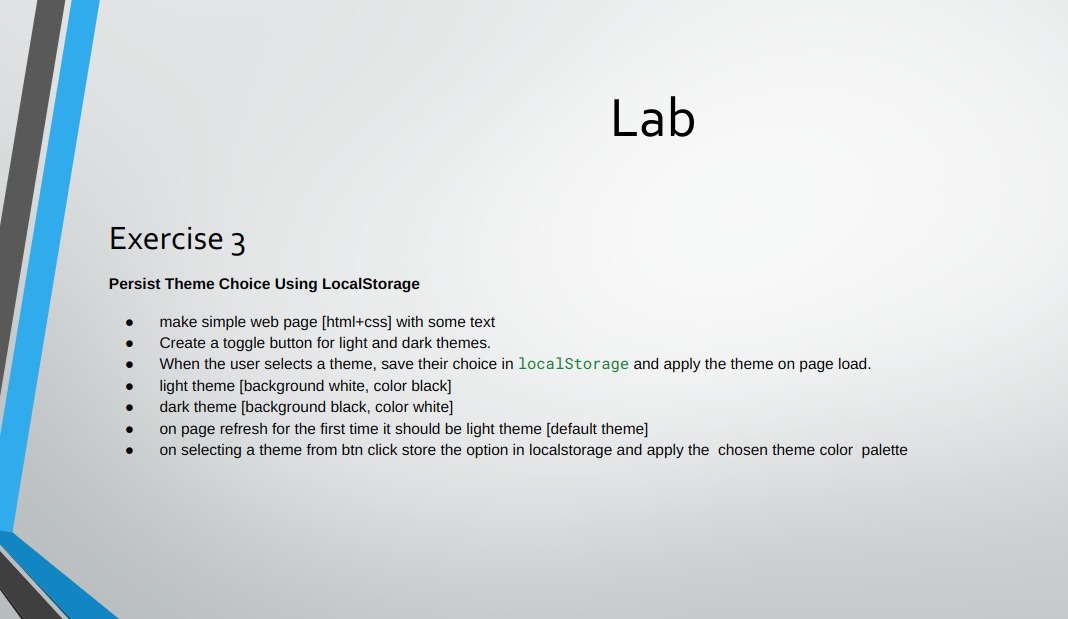 Lab
Exercise 3
Persist Theme Choice Using LocalStorage
● make simple web page [html+css] with some text
● Create a toggle button for light and dark themes.
● When the user selects a theme, save their choice in localStorage and apply the theme on page load.
● light theme [background white, color black]
● dark theme [background black, color white]
● on page refresh for the first time it should be light theme [default theme]
● on selecting a theme from btn click store the option in localstorage and apply the  chosen theme color  palette